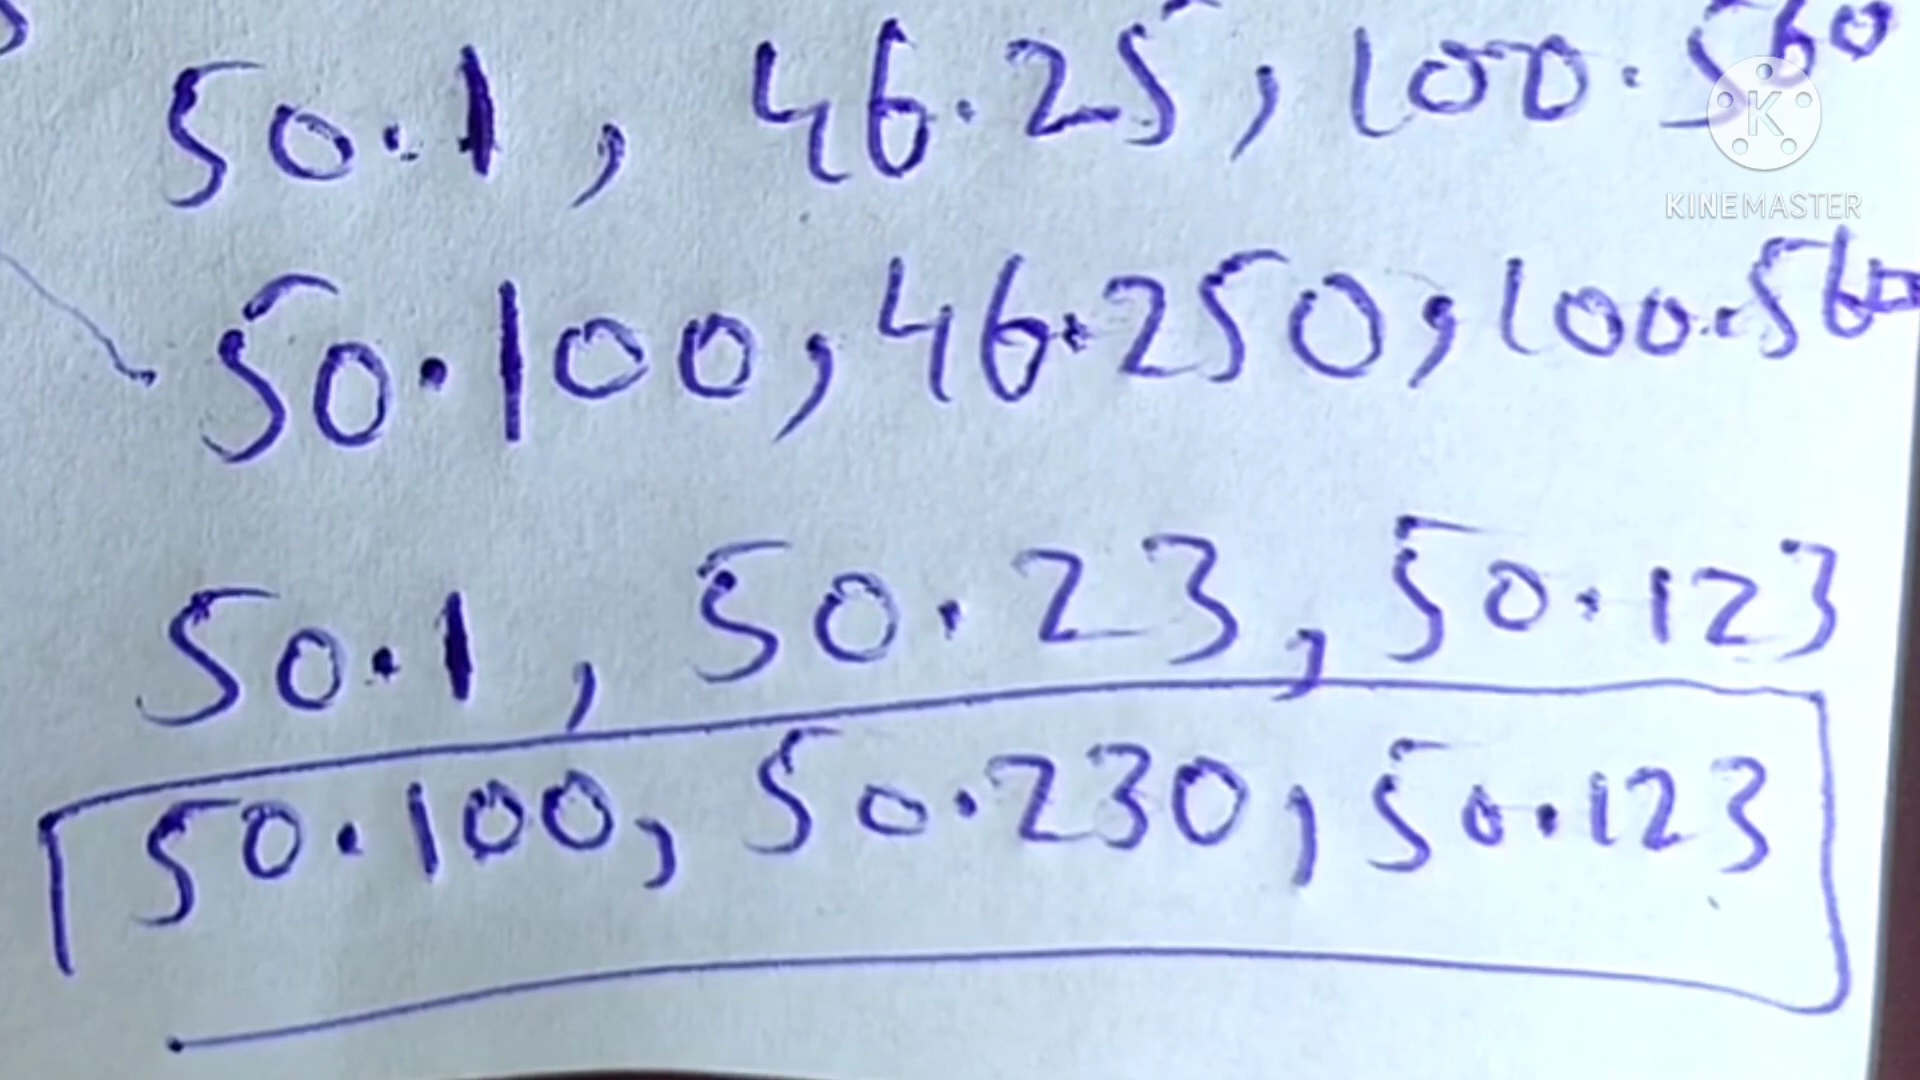 50.1, 46.25, 100.560
KINEMASTER
50.100, 46.250, 100.560
50.1, 50.23, 50.123
50.100, 50.230, 50.123